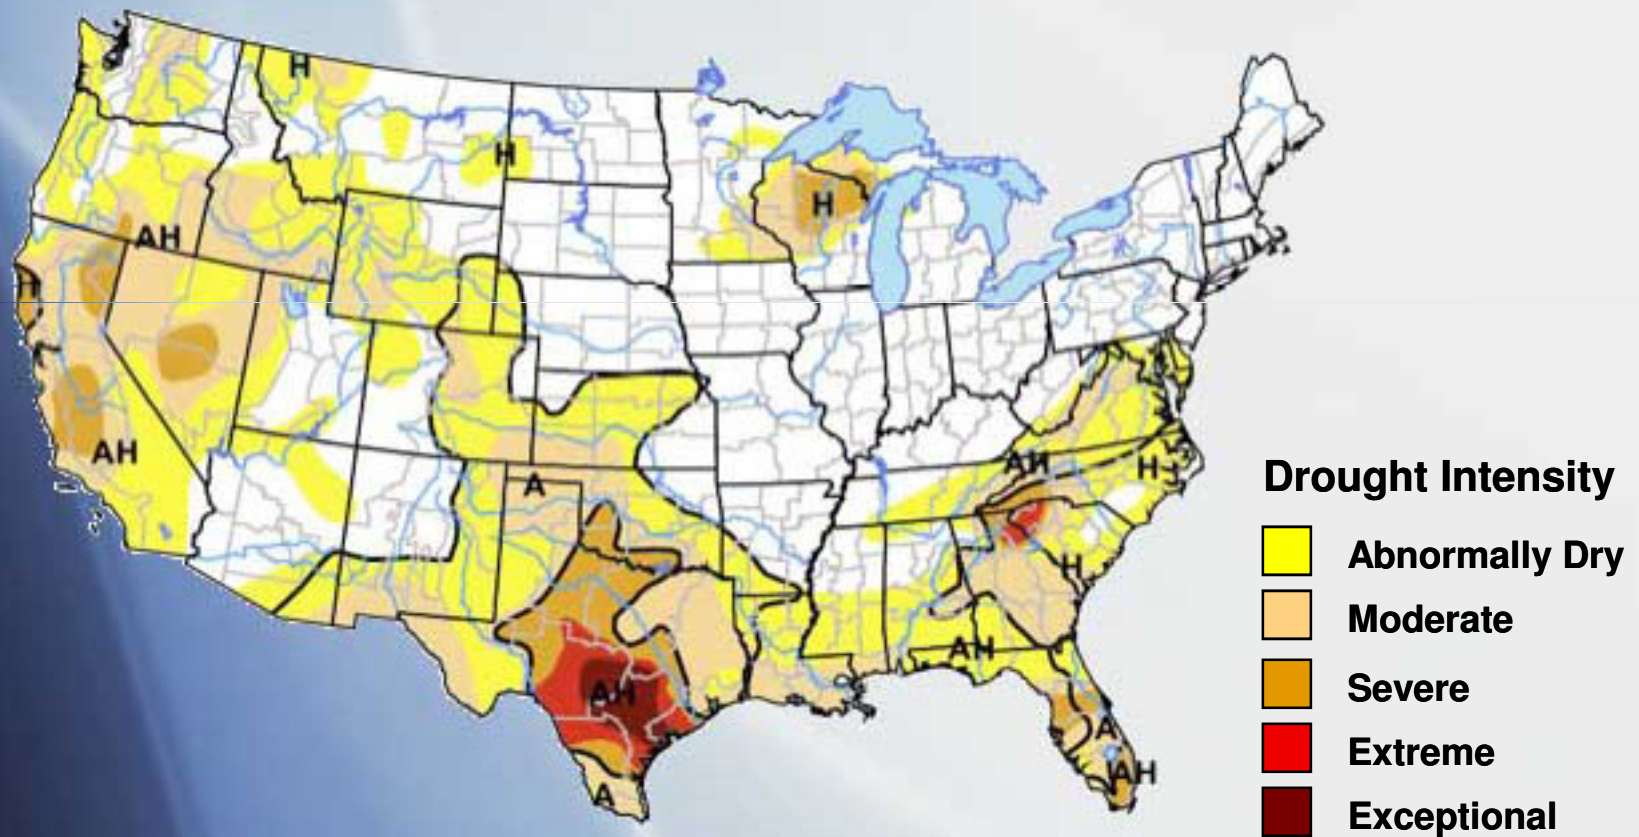 H
H
H
AH
H
AH
AH
H
A
H
AH
AH
A
A
AH
Drought Intensity
Abnormally Dry
Moderate
Severe
Extreme
Exceptional